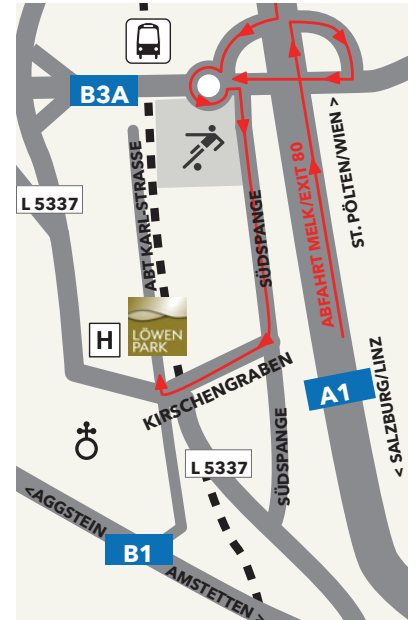 B3A
L 5337
ABT KARL-STRASSE
SÜDSPANGE
ABFAHRT MELK/EXIT 80
ST. PÖLTEN/WIEN >
H
LÖWEN
PARK
KIRSCHENGRABEN
A1
< SALZBURG/LINZ
L 5337
SÜDSPANGE
<AGGSTEIN
B1
AMSTETTEN >